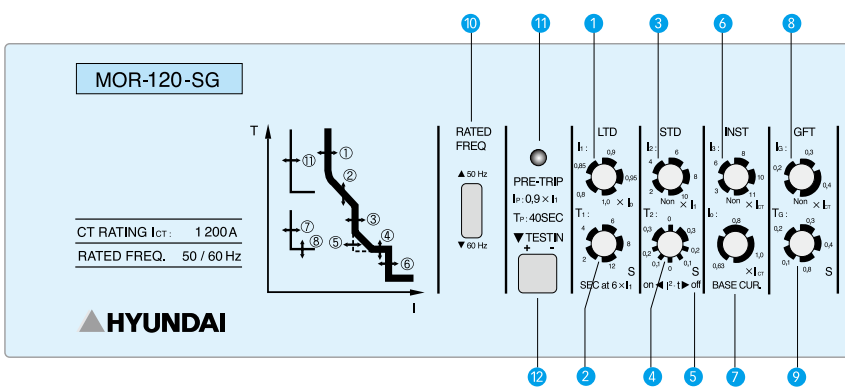 10 11 1 3 6 8
MOR-120-SG
T
I
⑪ ① ② ③ ④ ⑤ ⑥ ⑦ ⑧
CT RATING ICT: 1 200 A
RATED FREQ. 50 / 60 Hz
HYUNDAI
RATED
FREQ
▲ 50 Hz
▼ 60 Hz
PRE-TRIP
IP: 0,9 × I1
TP: 40SEC
▼ TESTIN
+ -
LTD
I1:
0,8 0,85 0,9 0,95 1,0 × I0
T1:
2 4 6 8 12 S
SEC at 6 × I1
STD
I2:
2 4 6 8 10 Non × I1
T2:
0 0,1 0,2 0,3 0,3 0,2 0,1 0 S
on ◀ I²·t ▶ off
INST
I3:
3 6 8 10 11 Non × ICT
I0:
0,63 0,8 1,0 × ICT
BASE CUR.
GFT
IG:
0,2 0,3 0,4 Non × ICT
TG:
0,1 0,2 0,3 0,4 0,8 S
12 2 4 5 7 9